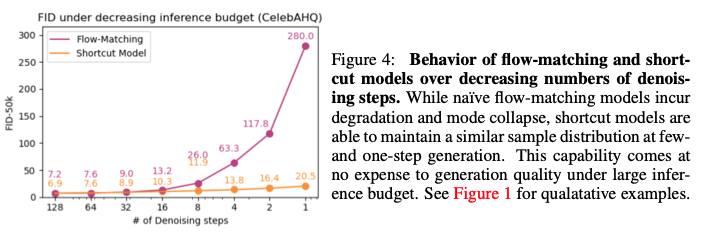 FID under decreasing inference budget (CelebAHQ)
Flow-Matching
Shortcut Model
FID-50k
300
250
200
150
100
50
0
7.2 7.6 9.0 13.2 26.0 63.3 117.8 280.0
6.9 7.6 8.9 10.3 11.9 13.8 16.4 20.5
128 64 32 16 8 4 2 1
# of Denoising steps
Figure 4: Behavior of flow-matching and short-
cut models over decreasing numbers of denois-
ing steps. While naïve flow-matching models incur
degradation and mode collapse, shortcut models are
able to maintain a similar sample distribution at few-
and one-step generation. This capability comes at
no expense to generation quality under large infer-
ence budget. See Figure 1 for qualatative examples.